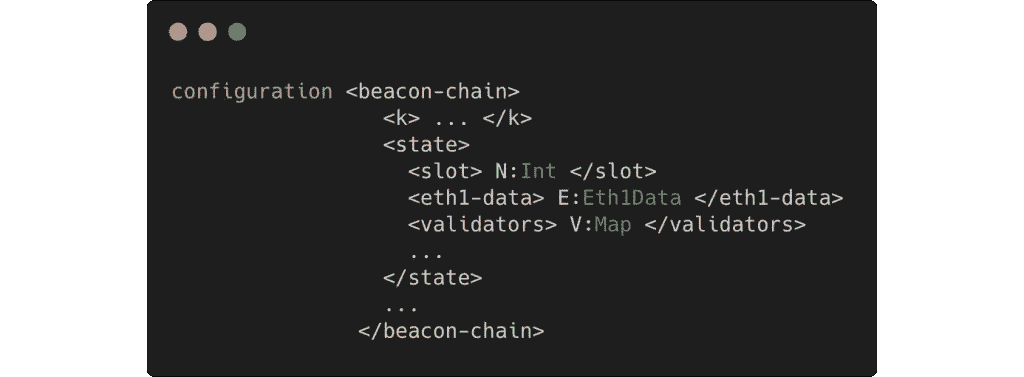 configuration <beacon-chain>
<k> ... </k>
<state>
<slot> N:Int </slot>
<eth1-data> E:Eth1Data </eth1-data>
<validators> V:Map </validators>
...
</state>
...
</beacon-chain>